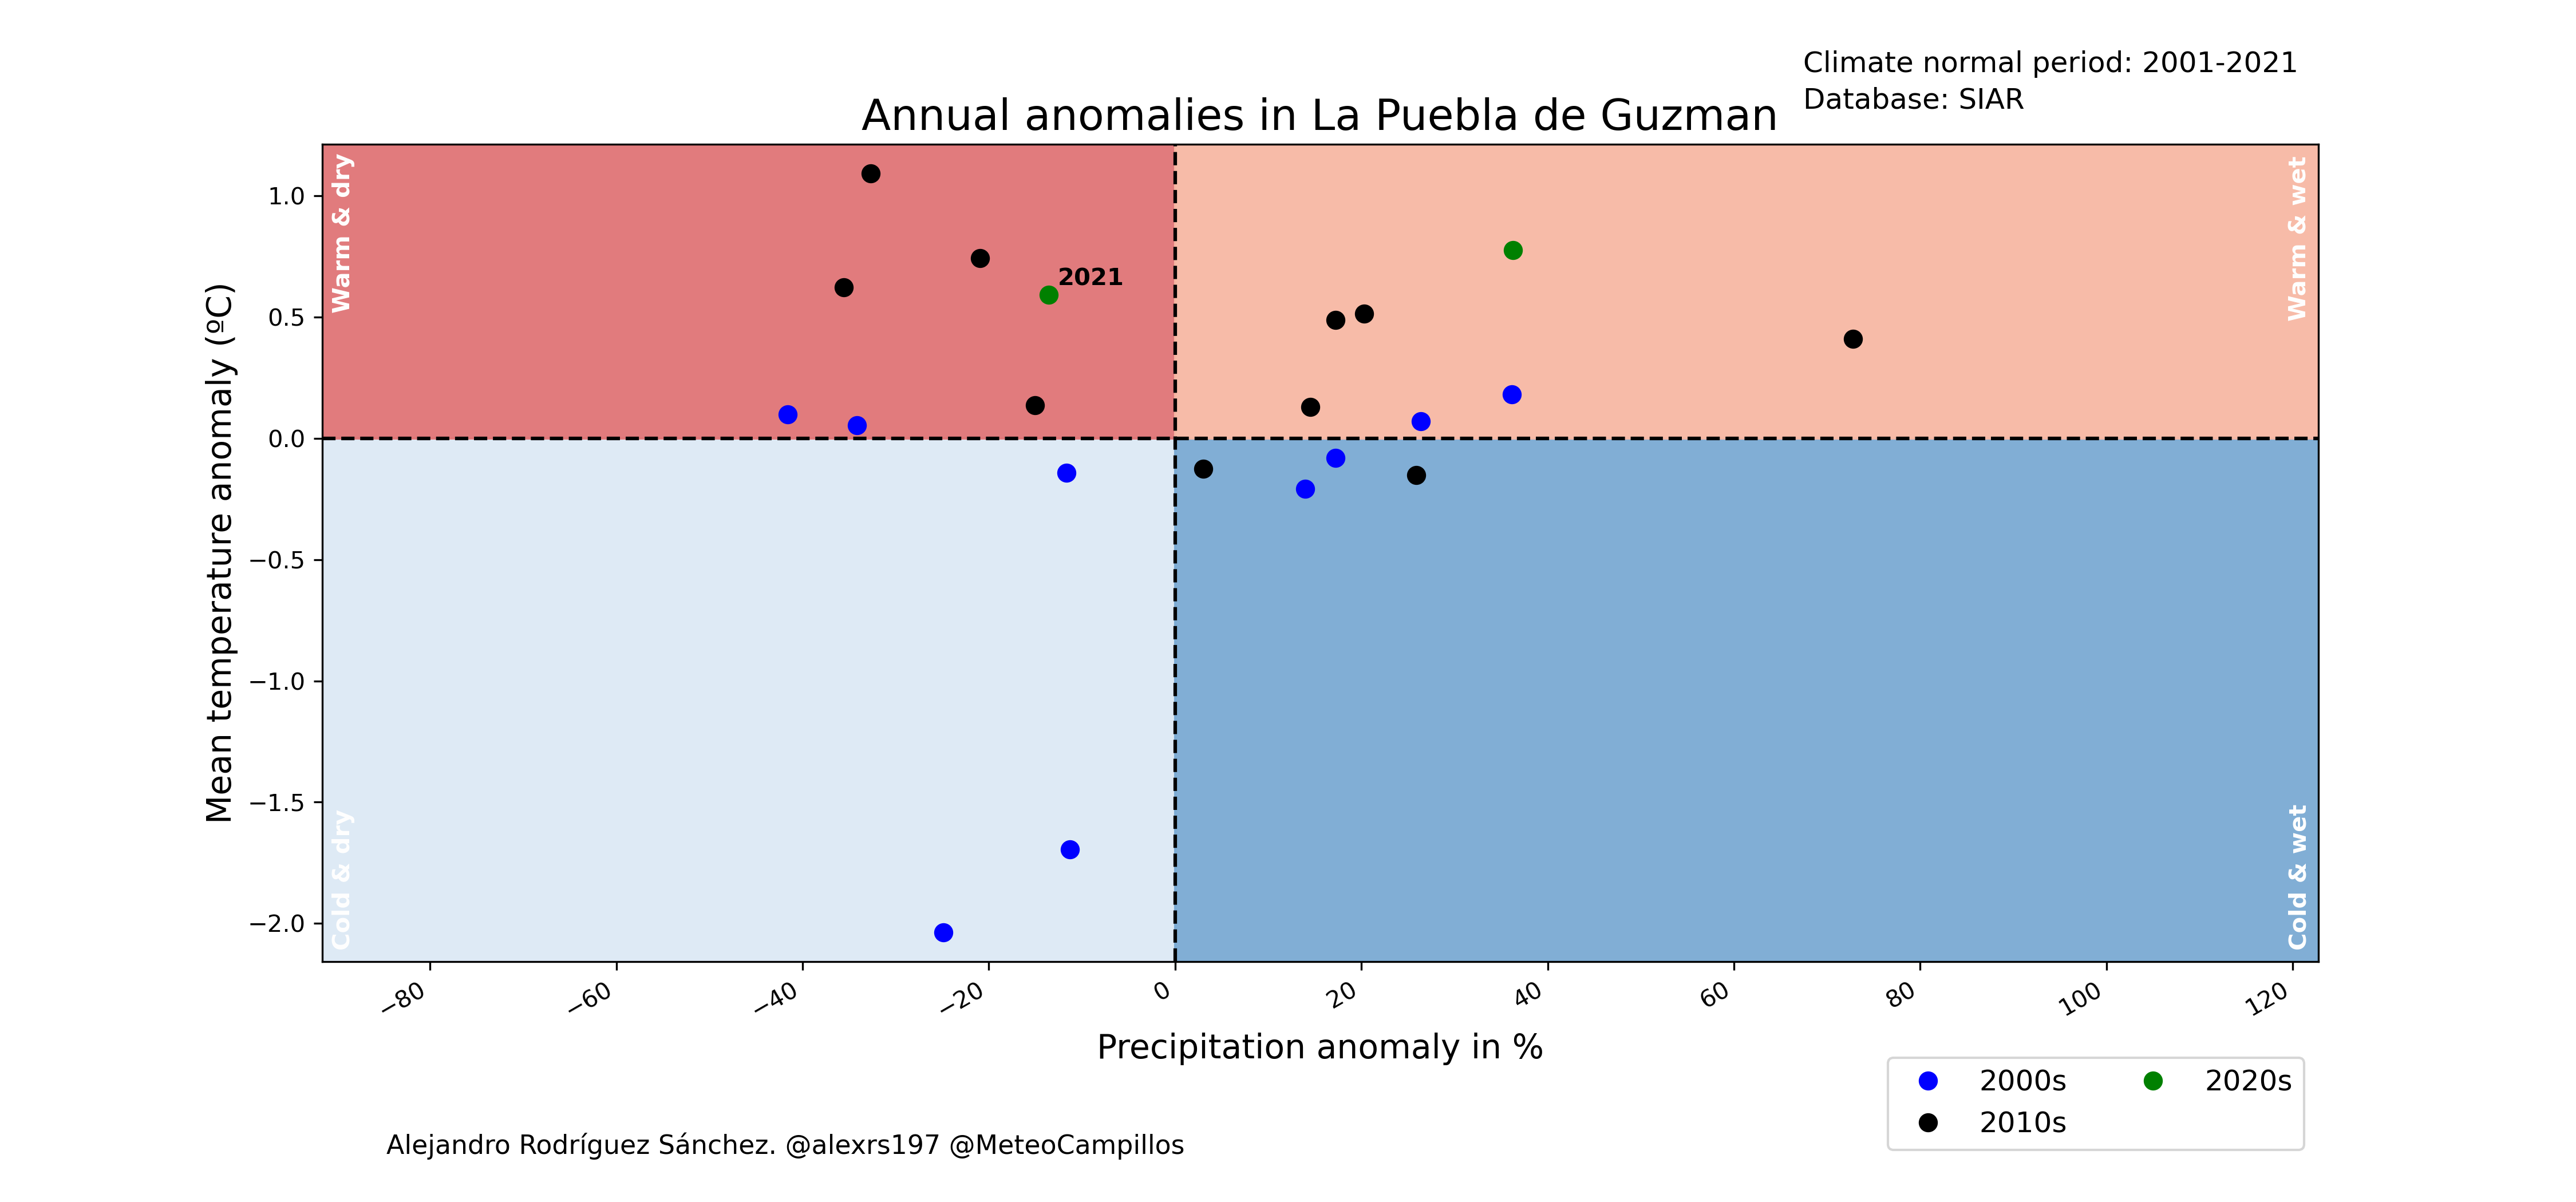 Climate normal period: 2001-2021
Database: SIAR
Annual anomalies in La Puebla de Guzman
Warm & dry
Warm & wet
2021
Cold & dry
Cold & wet
Mean temperature anomaly (ºC)
1.0
0.5
0.0
−0.5
−1.0
−1.5
−2.0
−80
−60
−40
−20
0
20
40
60
80
100
120
Precipitation anomaly in %
2000s
2010s
2020s
Alejandro Rodríguez Sánchez. @alexrs197 @MeteoCampillos